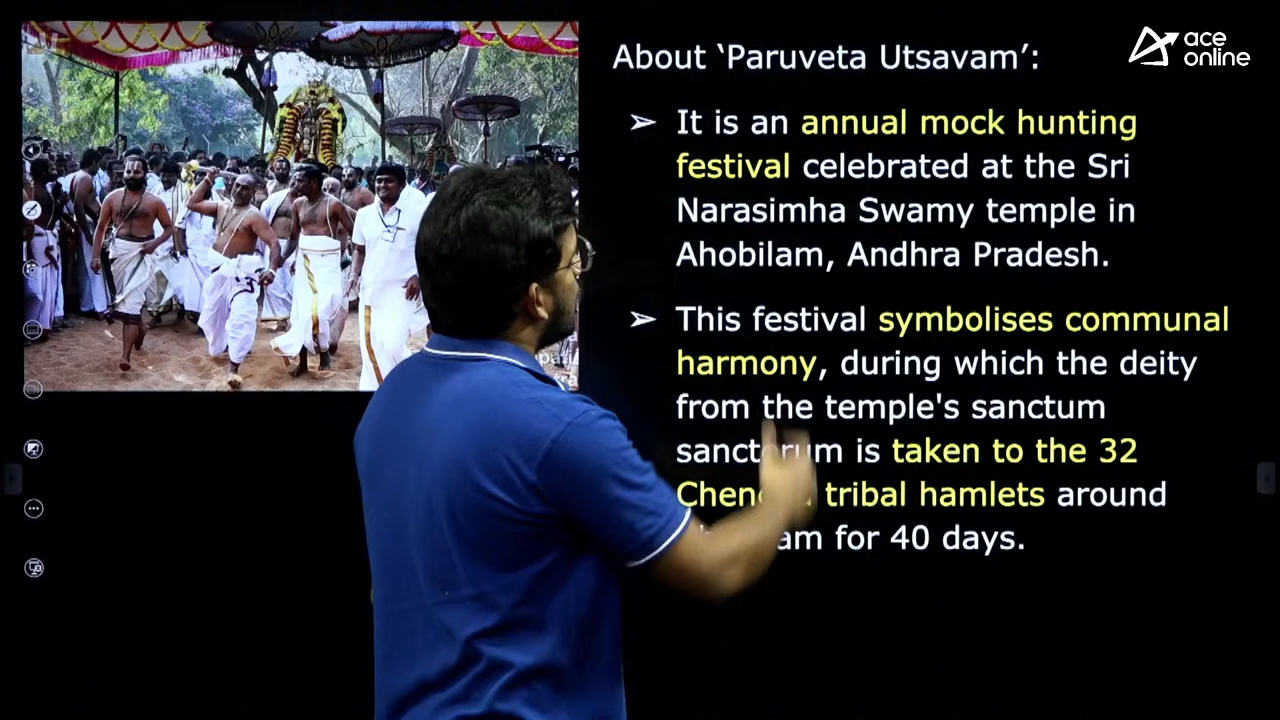 ace
online
About ‘Paruveta Utsavam’:
➢ It is an annual mock hunting
festival celebrated at the Sri
Narasimha Swamy temple in
Ahobilam, Andhra Pradesh.
➢ This festival symbolises communal
harmony, during which the deity
from the temple's sanctum
sanctorum is taken to the 32
tribal hamlets around
for 40 days.